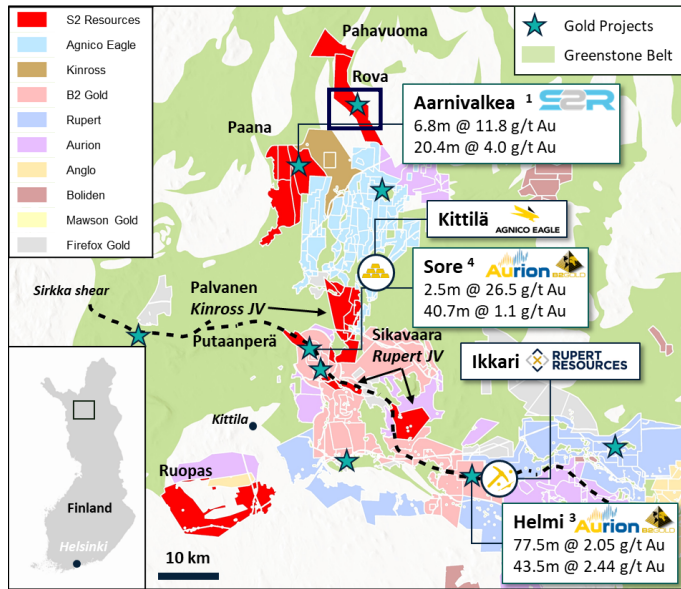 S2 Resources
Agnico Eagle
Kinross
B2 Gold
Rupert
Aurion
Anglo
Boliden
Mawson Gold
Firefox Gold
Gold Projects
Greenstone Belt
Pahavuoma
Rova
Paana
Aarnivalkea 1 S2R
6.8m @ 11.8 g/t Au
20.4m @ 4.0 g/t Au
Kittilä AGNICO EAGLE
Sore 4 Aurion B2GOLD
2.5m @ 26.5 g/t Au
40.7m @ 1.1 g/t Au
Sirkka shear
Palvanen
Kinross JV
Putaanperä
Sikavaara
Rupert JV
Ikkari RUPERT
RESOURCES
Kittila
Ruopas
Finland
Helsinki
10 km
Helmi 3 Aurion B2GOLD
77.5m @ 2.05 g/t Au
43.5m @ 2.44 g/t Au